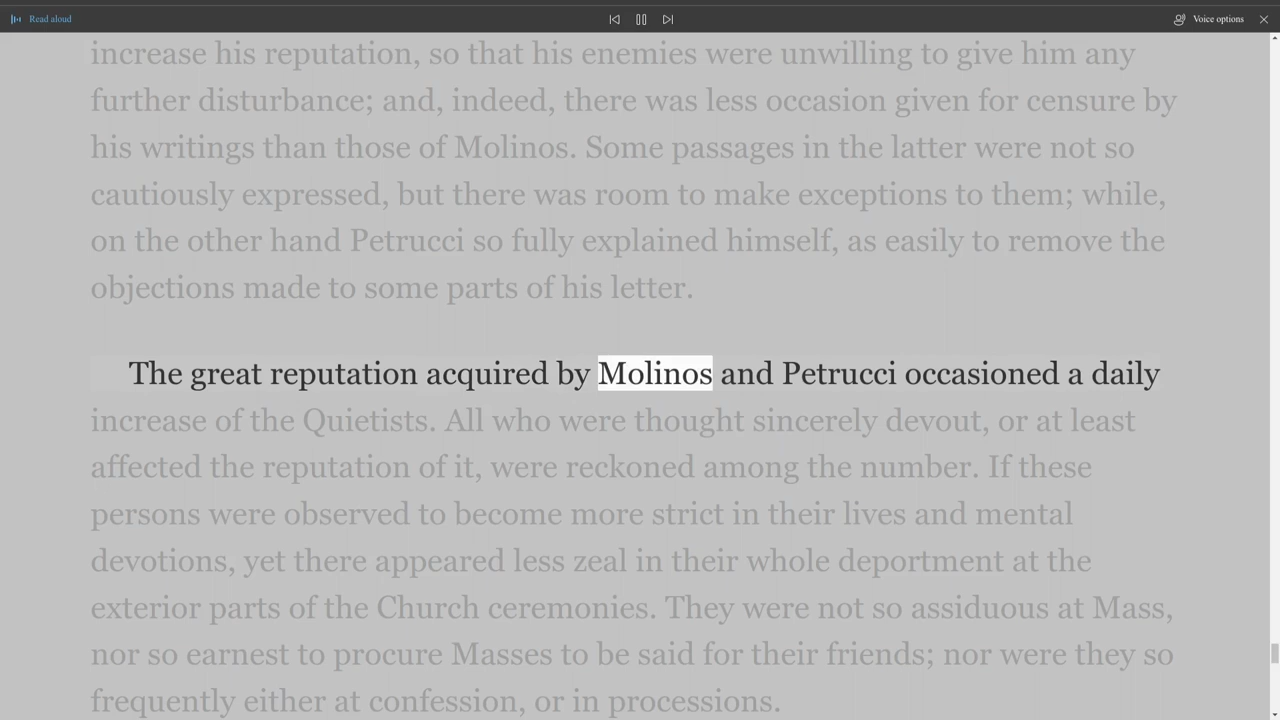 Read aloud
Voice options
increase his reputation, so that his enemies were unwilling to give him any
further disturbance; and, indeed, there was less occasion given for censure by
his writings than those of Molinos. Some passages in the latter were not so
cautiously expressed, but there was room to make exceptions to them; while,
on the other hand Petrucci so fully explained himself, as easily to remove the
objections made to some parts of his letter.
The great reputation acquired by Molinos and Petrucci occasioned a daily
increase of the Quietists. All who were thought sincerely devout, or at least
affected the reputation of it, were reckoned among the number. If these
persons were observed to become more strict in their lives and mental
devotions, yet there appeared less zeal in their whole deportment at the
exterior parts of the Church ceremonies. They were not so assiduous at Mass,
nor so earnest to procure Masses to be said for their friends; nor were they so
frequently either at confession, or in processions.